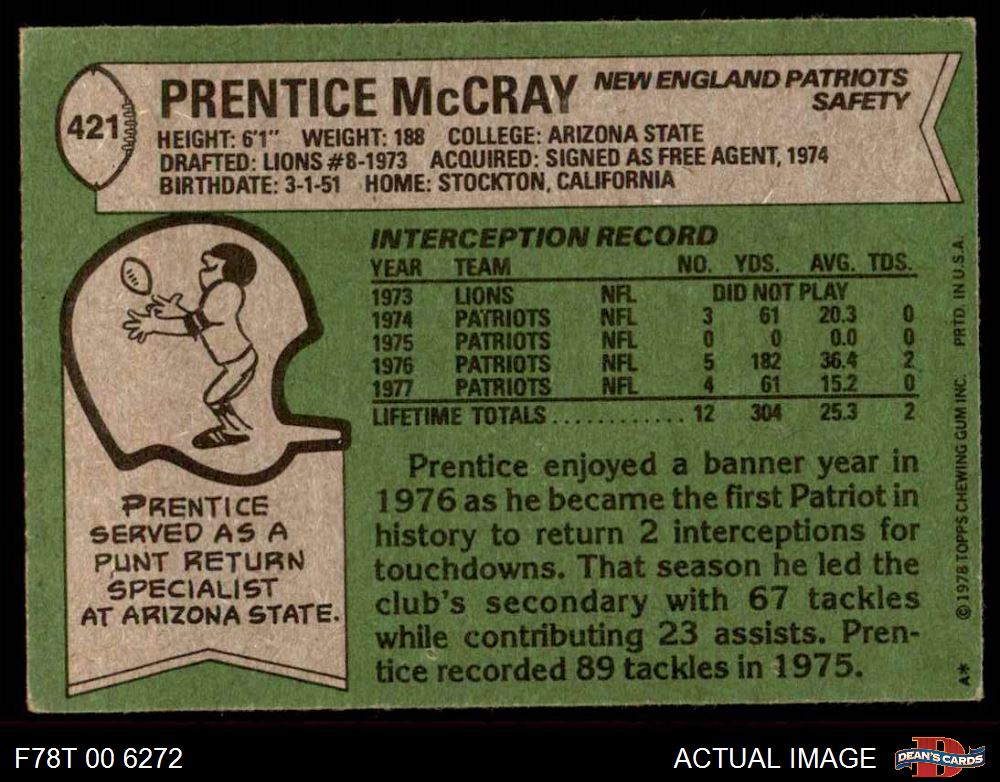 421
PRENTICE McCRAY
NEW ENGLAND PATRIOTS
SAFETY
HEIGHT: 6'1" WEIGHT: 188 COLLEGE: ARIZONA STATE
DRAFTED: LIONS #8-1973 ACQUIRED: SIGNED AS FREE AGENT, 1974
BIRTHDATE: 3-1-51 HOME: STOCKTON, CALIFORNIA
INTERCEPTION RECORD
YEAR TEAM NO. YDS. AVG. TDS.
1973 LIONS NFL DID NOT PLAY
1974 PATRIOTS NFL 3 61 20.3 0
1975 PATRIOTS NFL 0 0 0.0 0
1976 PATRIOTS NFL 5 182 36.4 2
1977 PATRIOTS NFL 4 61 15.2 0
LIFETIME TOTALS............ 12 304 25.3 2
Prentice enjoyed a banner year in
1976 as he became the first Patriot in
history to return 2 interceptions for
touchdowns. That season he led the
club's secondary with 67 tackles
while contributing 23 assists. Pren-
tice recorded 89 tackles in 1975.
PRENTICE
SERVED AS A
PUNT RETURN
SPECIALIST
AT ARIZONA STATE.
A* © 1978 TOPPS CHEWING GUM INC. PRTD. IN U.S.A.
F78T 00 6272
ACTUAL IMAGE
D
DEAN'S CARDS